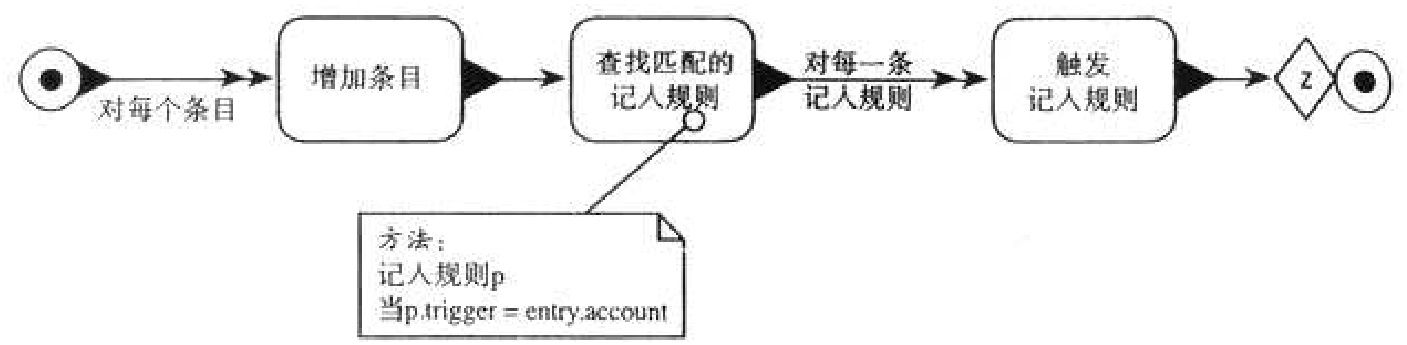 对每个条目
增加条目
查找匹配的
记人规则
对每一条
记人规则
触发
记人规则
z
方法：
记人规则p
当p.trigger = entry.account